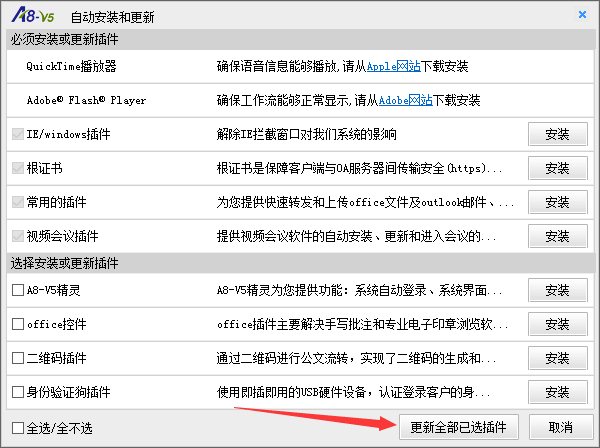 A8-V5 自动安装和更新
必须安装或更新插件
QuickTime播放器 确保语音信息能够播放,请从Apple网站下载安装
Adobe® Flash® Player 确保工作流能够正常显示,请从Adobe网站下载安装
IE/windows插件 解除IE拦截窗口对我们系统的影响 安装
根证书 根证书是保障客户端与OA服务器间传输安全(https)... 安装
常用的插件 为您提供快速转发和上传office文件及outlook邮件、... 安装
视频会议插件 提供视频会议软件的自动安装、更新和进入会议的... 安装
选择安装或更新插件
A8-V5精灵 A8-V5精灵为您提供功能：系统自动登录、系统界面... 安装
office控件 office插件主要解决手写批注和专业电子印章浏览软... 安装
二维码插件 通过二维码进行公文流转，实现了二维码的生成和... 安装
身份验证狗插件 使用即插即用的USB硬件设备，认证登录客户的身... 安装
全选/全不选 更新全部已选插件 取消